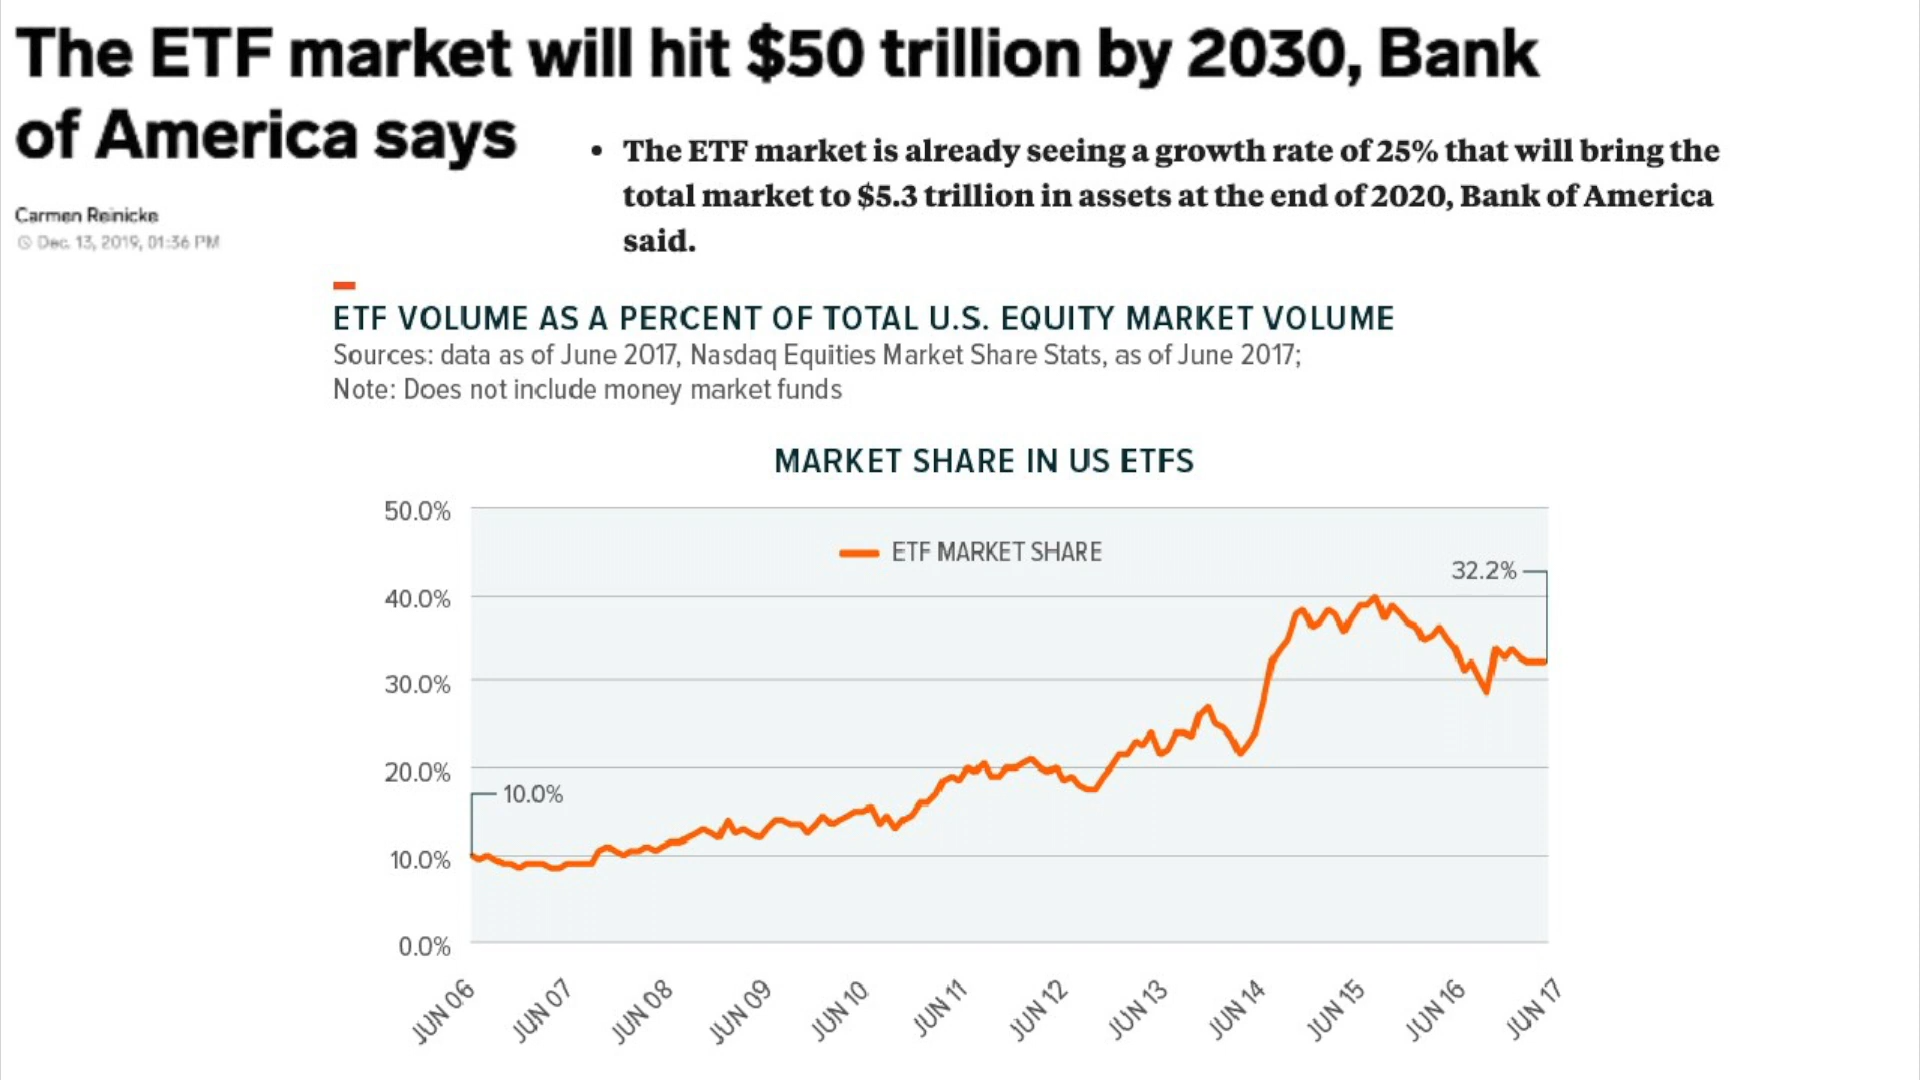 The ETF market will hit $50 trillion by 2030, Bank
of America says
Carmen Reinicke
Dec. 13, 2019, 01:36 PM
• The ETF market is already seeing a growth rate of 25% that will bring the
total market to $5.3 trillion in assets at the end of 2020, Bank of America
said.
ETF VOLUME AS A PERCENT OF TOTAL U.S. EQUITY MARKET VOLUME
Sources: data as of June 2017, Nasdaq Equities Market Share Stats, as of June 2017;
Note: Does not include money market funds
MARKET SHARE IN US ETFS
50.0%
ETF MARKET SHARE
32.2%
40.0%
30.0%
20.0%
10.0%
10.0%
0.0%
JUN 06
JUN 07
JUN 08
JUN 09
JUN 10
JUN 11
JUN 12
JUN 13
JUN 14
JUN 15
JUN 16
JUN 17